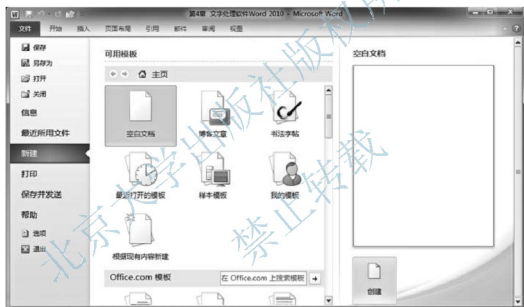 第4章 文字处理软件Word 2010 - Microsoft Word
文件 开始 插入 页面布局 引用 邮件 审阅 视图
保存
另存为
打开
关闭
信息
最近所用文件
新建
打印
保存并发送
帮助
选项
退出
可用模板
主页
空白文档 博客文章 书法字帖
最近打开的模板 样本模板 我的模板
根据现有内容新建
Office.com 模板 在 Office.com 上搜索模板
空白文档
创建
北京大学出版社版权所有
禁止转载